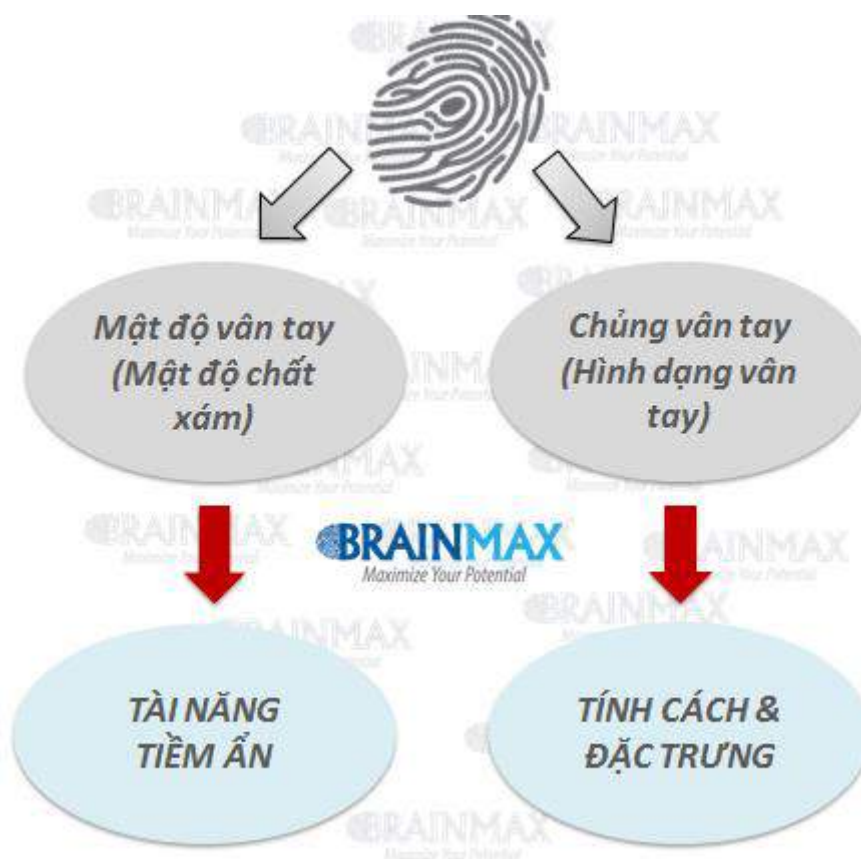 Mật độ vân tay
(Mật độ chất
xám)
Chủng vân tay
(Hình dạng vân
tay)
BRAINMAX
Maximize Your Potential
TÀI NĂNG
TIỀM ẨN
TÍNH CÁCH &
ĐẶC TRƯNG